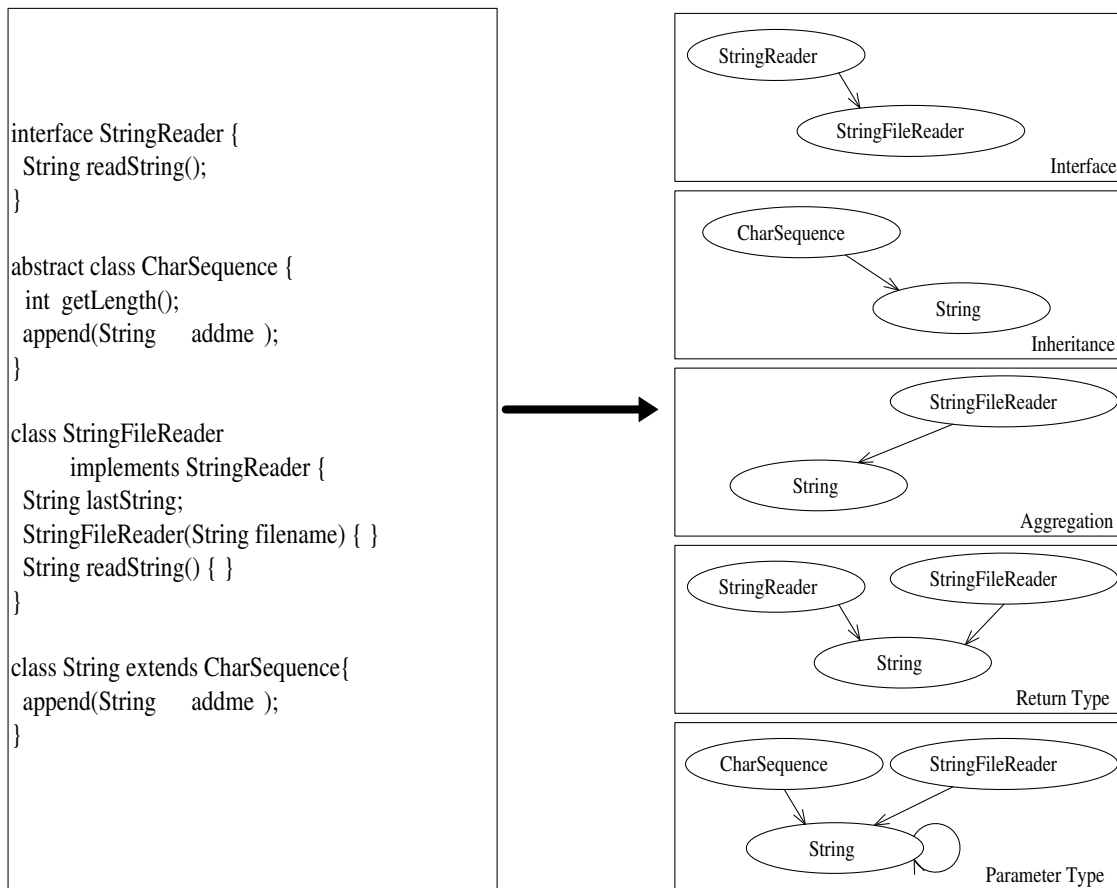 interface StringReader {
String readString();
}
abstract class CharSequence {
int getLength();
append(String addme );
}
class StringFileReader
implements StringReader {
String lastString;
StringFileReader(String filename) { }
String readString() { }
}
class String extends CharSequence{
append(String addme );
}
StringReader
StringFileReader
Interface
CharSequence
String
Inheritance
StringFileReader
String
Aggregation
StringReader
StringFileReader
String
Return Type
CharSequence
StringFileReader
String
Parameter Type